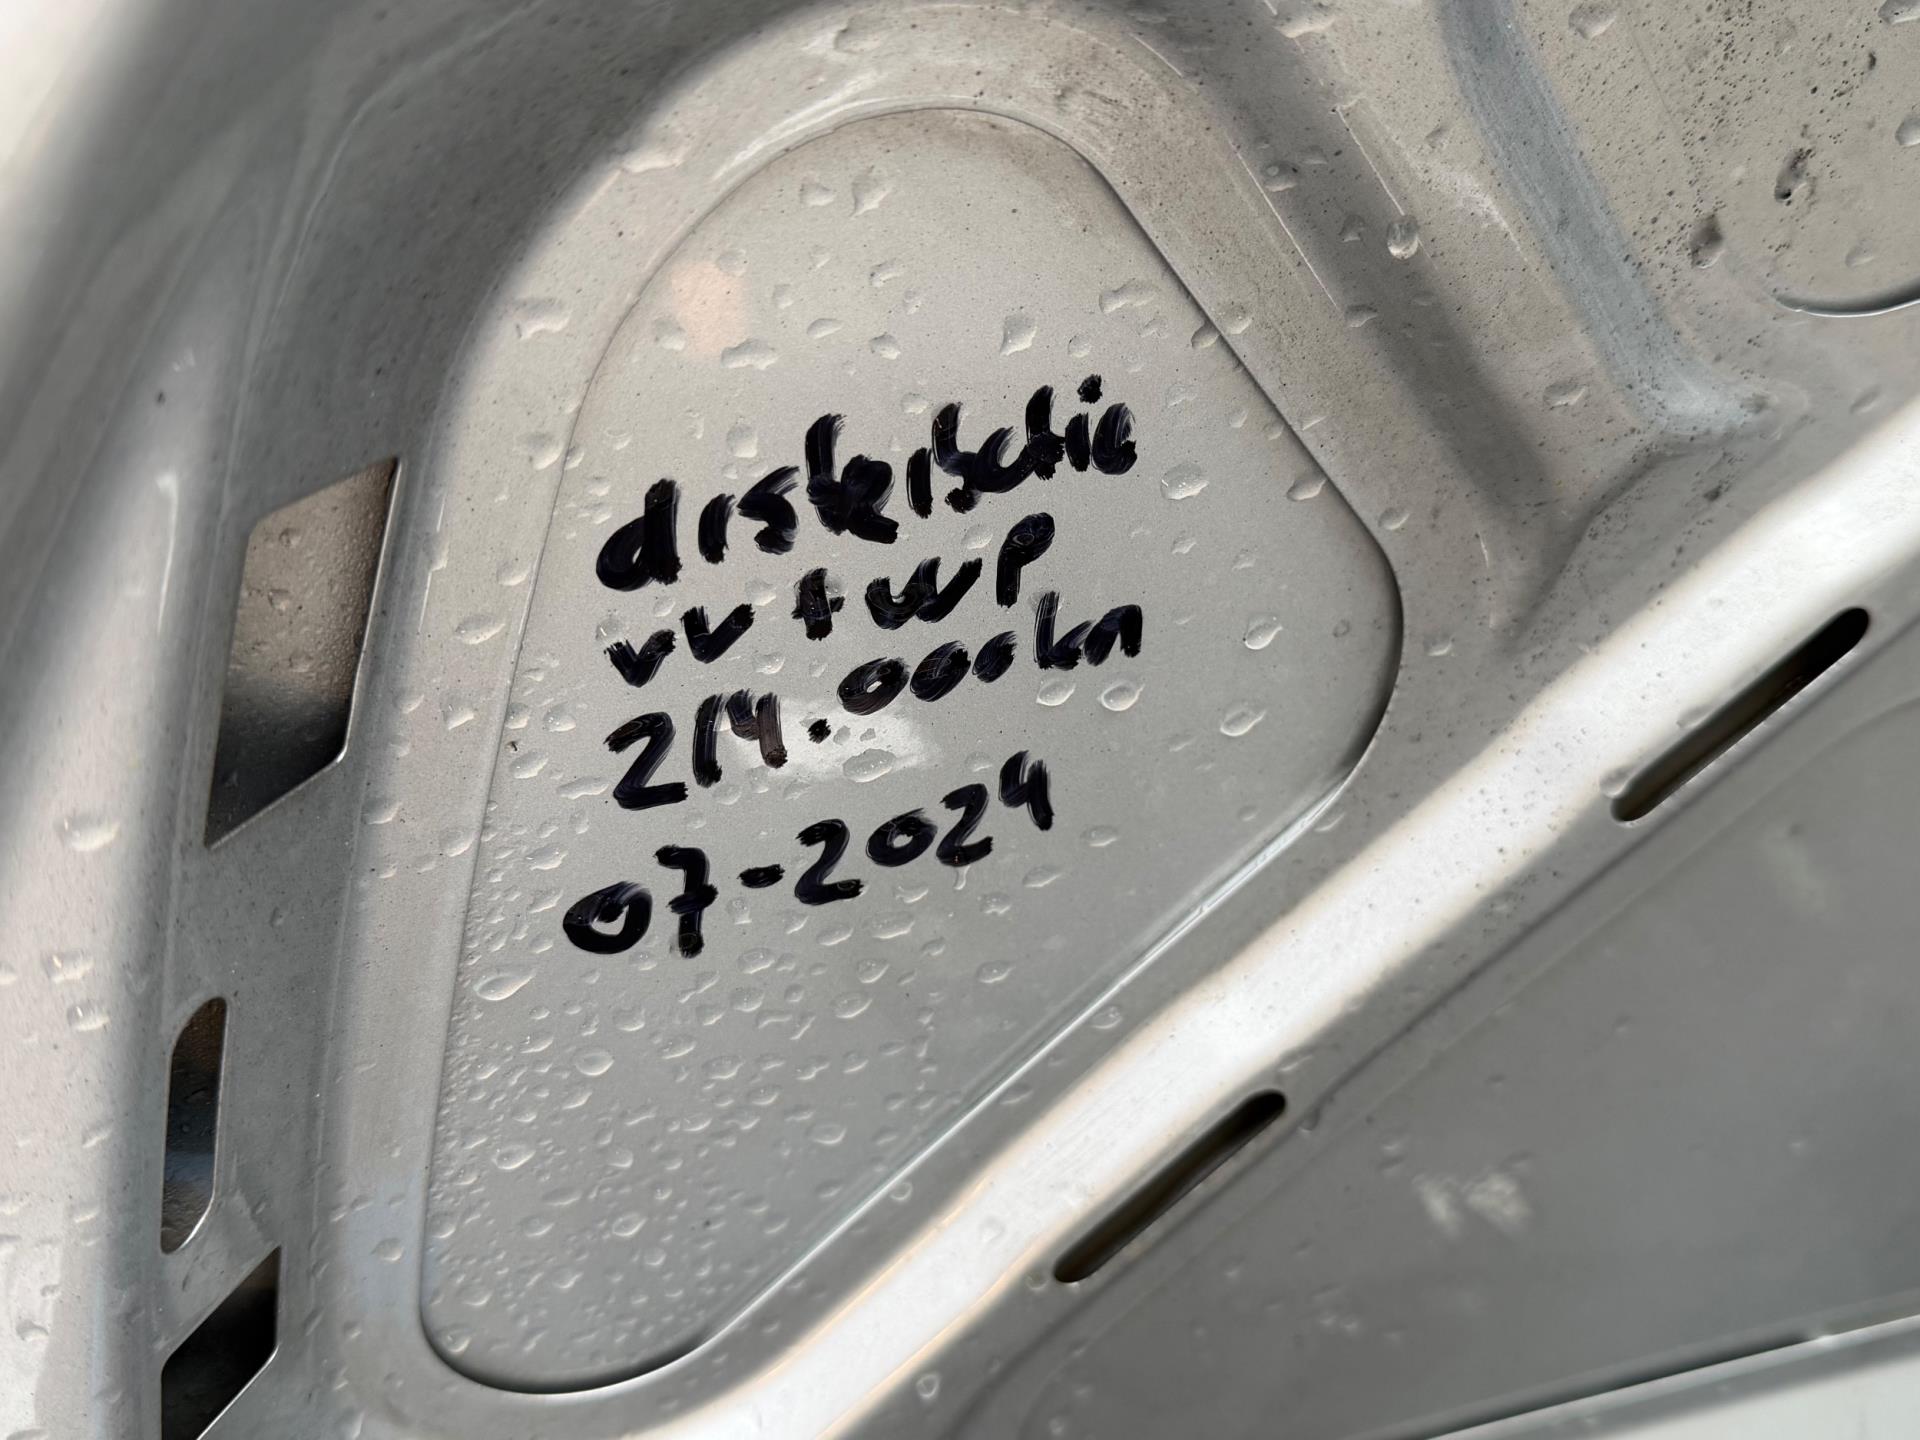 distributie
vv + wp
214.000km
07-2024